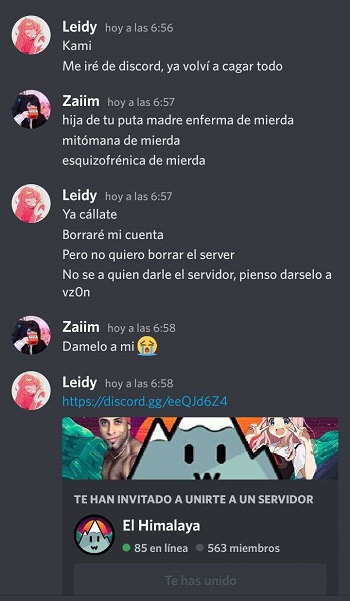 Leidy hoy a las 6:56
Kami
Me iré de discord, ya volví a cagar todo
Zaiim hoy a las 6:57
hija de tu puta madre enferma de mierda
mitómana de mierda
esquizofrénica de mierda
Leidy hoy a las 6:57
Ya cállate
Borraré mi cuenta
Pero no quiero borrar el server
No se a quien darle el servidor, pienso darselo a
vz0n
Zaiim hoy a las 6:58
Damelo a mi 😭
Leidy hoy a las 6:58
https://discord.gg/eeQJd6Z4
TE HAN INVITADO A UNIRTE A UN SERVIDOR
El Himalaya
85 en línea 563 miembros
Te has unido